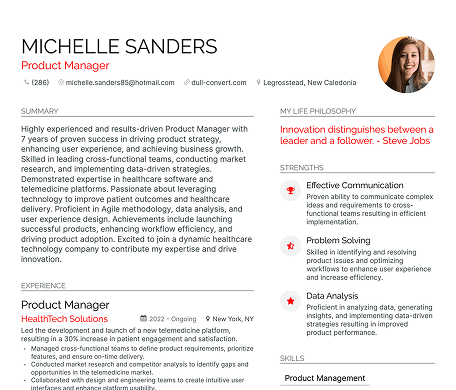 MICHELLE SANDERS
Product Manager
(286) michelle.sanders85@hotmail.com dull-convert.com Legrosstead, New Caledonia
SUMMARY
Highly experienced and results-driven Product Manager with
7 years of proven success in driving product strategy,
enhancing user experience, and achieving business growth.
Skilled in leading cross-functional teams, conducting market
research, and implementing data-driven strategies.
Demonstrated expertise in healthcare software and
telemedicine platforms. Passionate about leveraging
technology to improve patient outcomes and healthcare
delivery. Proficient in Agile methodology, data analysis, and
user experience design. Achievements include launching
successful products, enhancing workflow efficiency, and
driving product adoption. Excited to join a dynamic healthcare
technology company to contribute my expertise and drive
innovation.
EXPERIENCE
Product Manager
HealthTech Solutions 2022 - Ongoing New York, NY
Led the development and launch of a new telemedicine platform,
resulting in a 30% increase in patient engagement and satisfaction.
• Managed cross-functional teams to define product requirements, prioritize
features, and ensure on-time delivery.
• Conducted market research and competitor analysis to identify gaps and
opportunities in the telemedicine market.
• Collaborated with design and engineering teams to create intuitive user
interfaces and enhance platform usability.
MY LIFE PHILOSOPHY
Innovation distinguishes between a
leader and a follower. - Steve Jobs
STRENGTHS
Effective Communication
Proven ability to communicate complex
ideas and requirements to cross-
functional teams resulting in efficient
implementation.
Problem Solving
Skilled in identifying and resolving
product issues and optimizing
workflows to enhance user experience
and increase efficiency.
Data Analysis
Proficient in analyzing data, generating
insights, and implementing data-driven
strategies resulting in improved
product performance.
SKILLS
Product Management